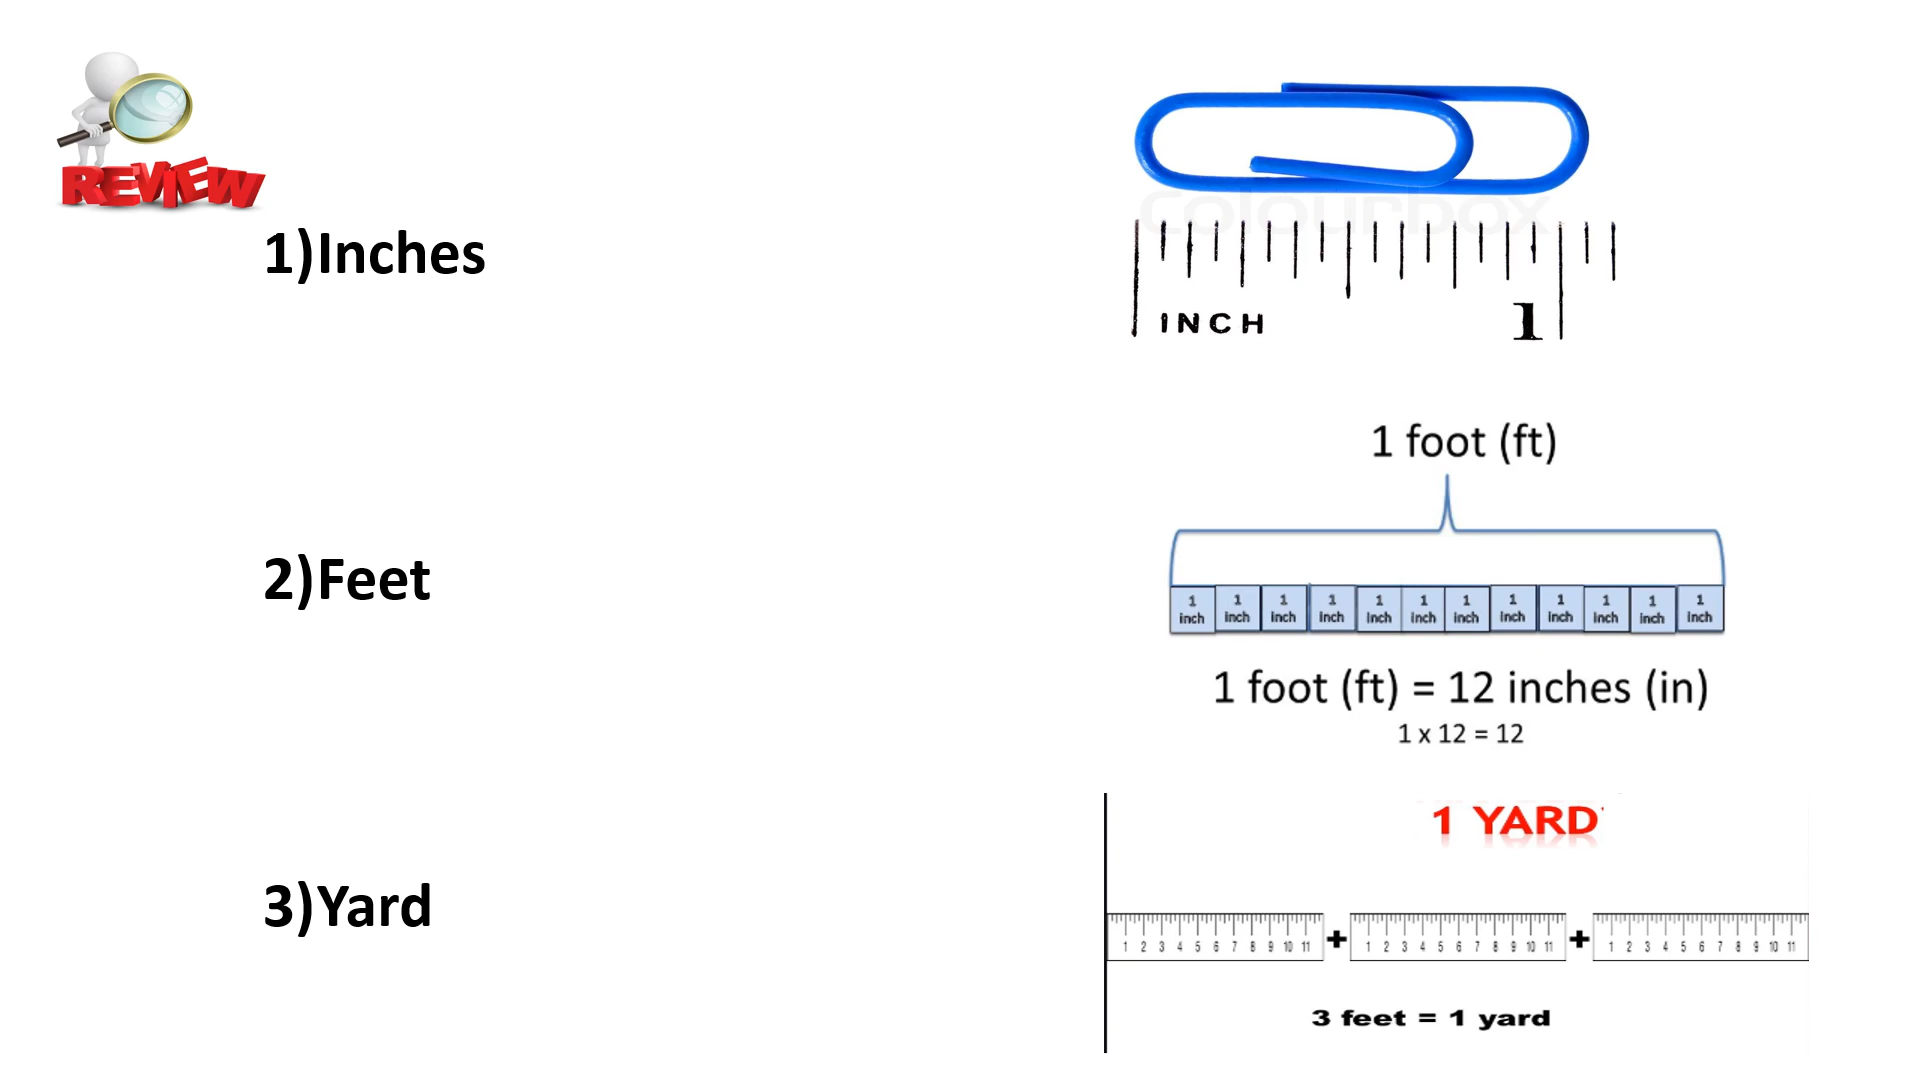 REVIEW
1)Inches
colourbox
INCH 1
1 foot (ft)
2)Feet
1 inch 1 inch 1 inch 1 inch 1 inch 1 inch 1 inch 1 inch 1 inch 1 inch 1 inch 1 inch
1 foot (ft) = 12 inches (in)
1 x 12 = 12
1 YARD
3)Yard
1 2 3 4 5 6 7 8 9 10 11 + 1 2 3 4 5 6 7 8 9 10 11 + 1 2 3 4 5 6 7 8 9 10 11
3 feet = 1 yard